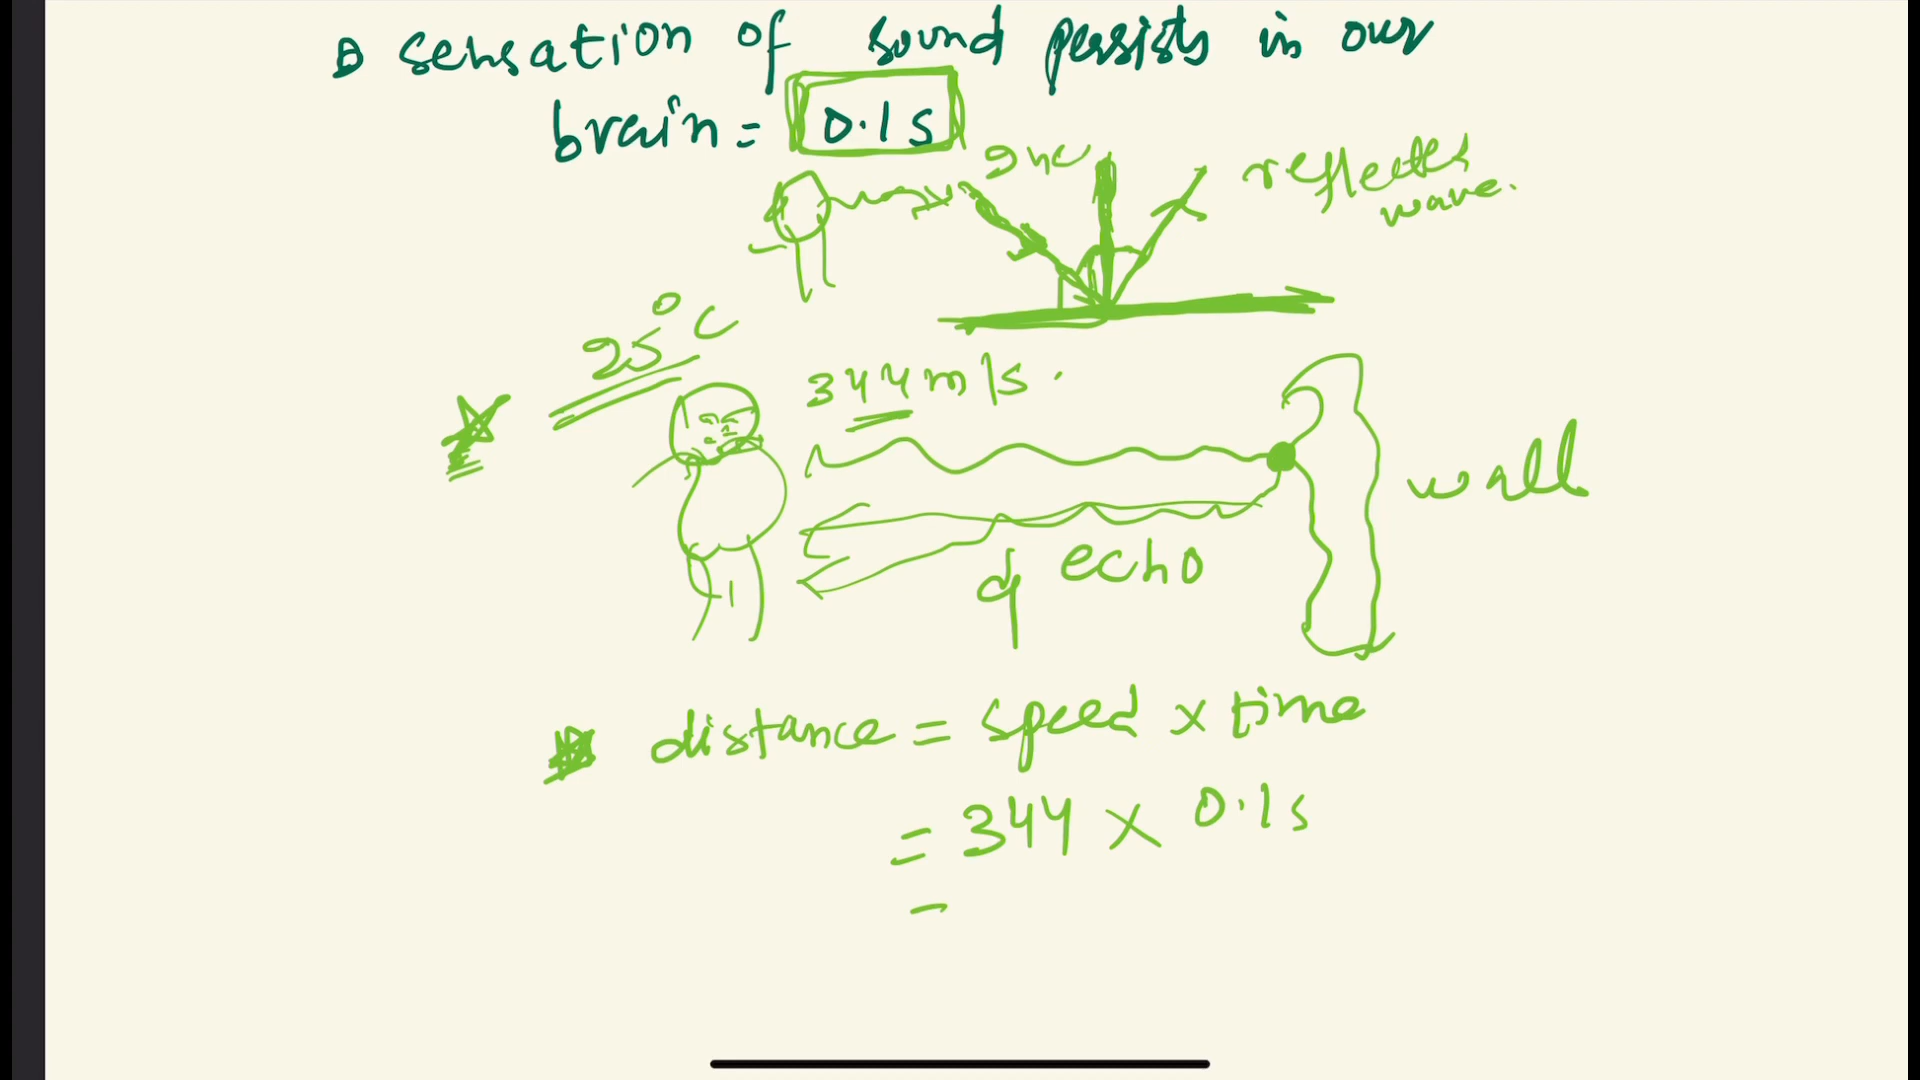 sensation of sound persists in our
brain = 0.1 s
reflected
wave.
25°C
344 m/s.
wall
echo
distance = speed x time
= 344 x 0.1 s
=